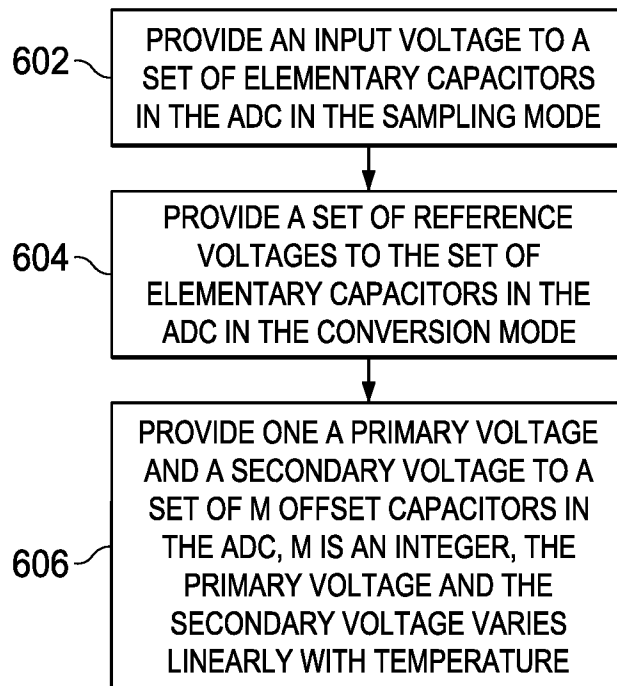 602
PROVIDE AN INPUT VOLTAGE TO A
SET OF ELEMENTARY CAPACITORS
IN THE ADC IN THE SAMPLING MODE
604
PROVIDE A SET OF REFERENCE
VOLTAGES TO THE SET OF
ELEMENTARY CAPACITORS IN THE
ADC IN THE CONVERSION MODE
606
PROVIDE ONE A PRIMARY VOLTAGE
AND A SECONDARY VOLTAGE TO A
SET OF M OFFSET CAPACITORS IN
THE ADC, M IS AN INTEGER, THE
PRIMARY VOLTAGE AND THE
SECONDARY VOLTAGE VARIES
LINEARLY WITH TEMPERATURE